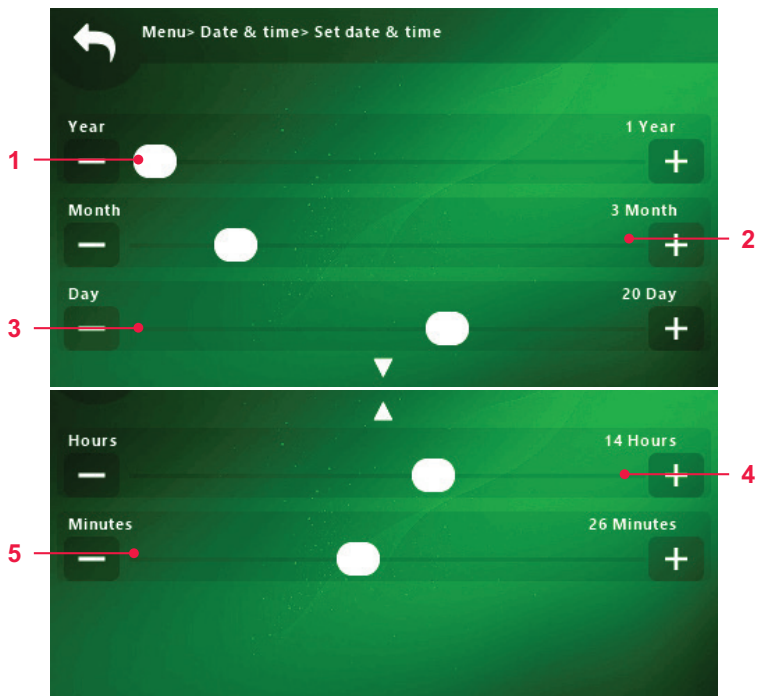 Menu> Date & time> Set date & time
Year 1 Year
1
Month 3 Month
2
Day 20 Day
3
Hours 14 Hours
4
Minutes 26 Minutes
5